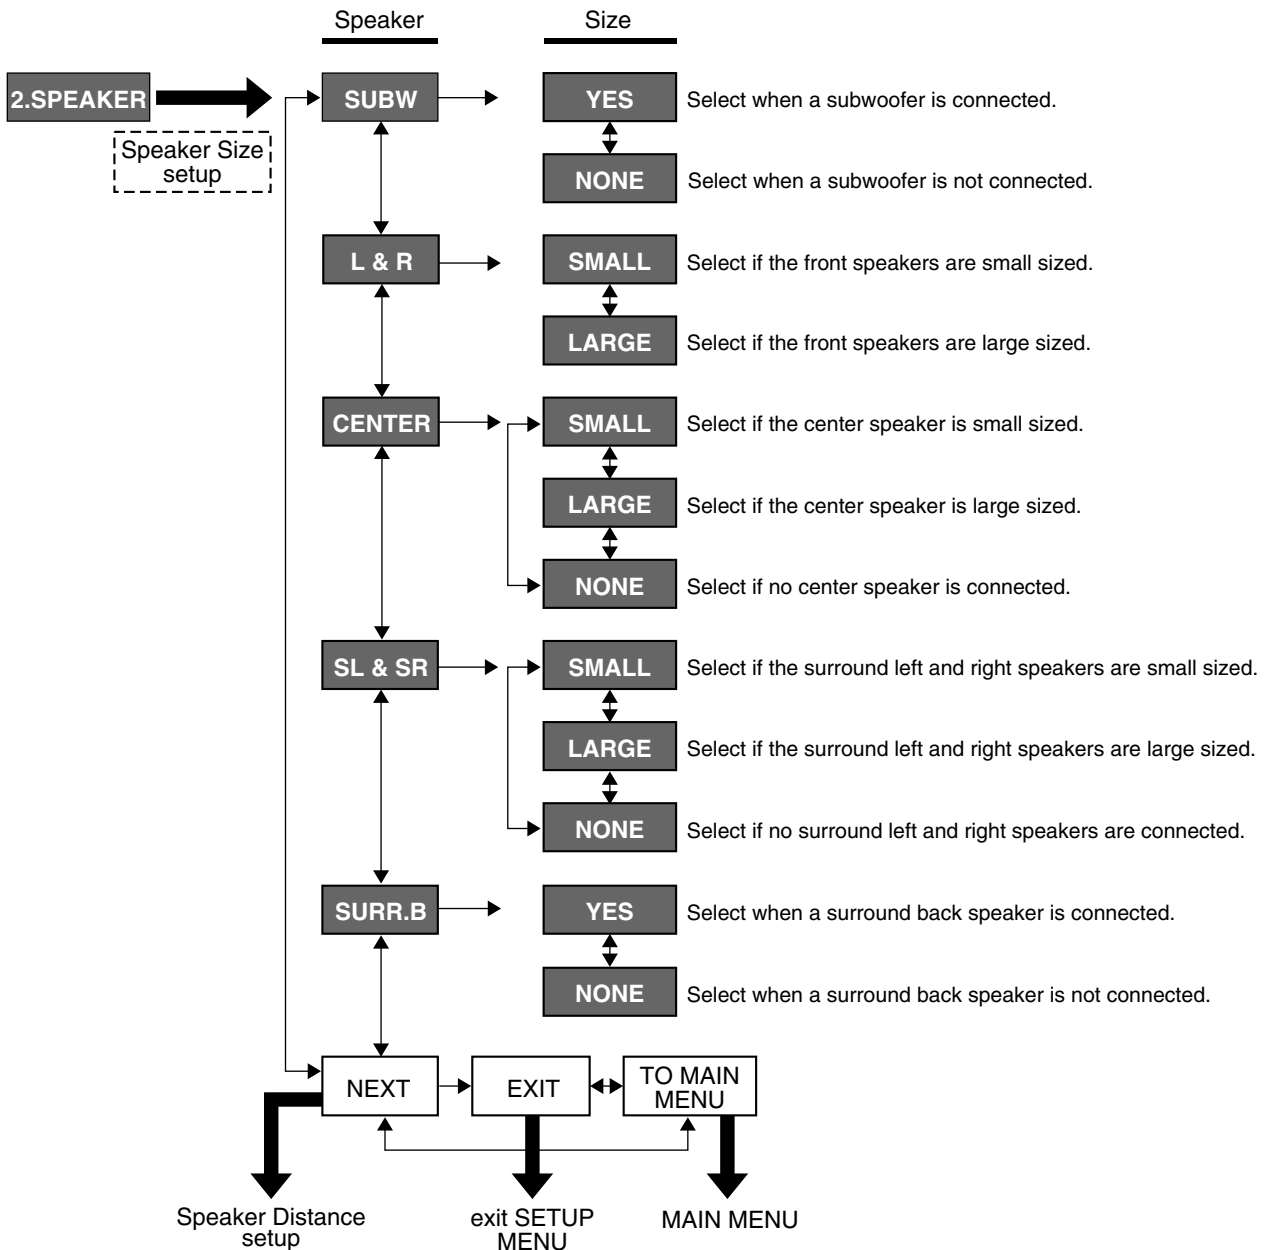 Speaker Size
2.SPEAKER SUBW YES Select when a subwoofer is connected.
Speaker Size
setup
NONE Select when a subwoofer is not connected.
L & R SMALL Select if the front speakers are small sized.
LARGE Select if the front speakers are large sized.
CENTER SMALL Select if the center speaker is small sized.
LARGE Select if the center speaker is large sized.
NONE Select if no center speaker is connected.
SL & SR SMALL Select if the surround left and right speakers are small sized.
LARGE Select if the surround left and right speakers are large sized.
NONE Select if no surround left and right speakers are connected.
SURR.B YES Select when a surround back speaker is connected.
NONE Select when a surround back speaker is not connected.
NEXT
EXIT
TO MAIN
MENU
Speaker Distance
setup
exit SETUP
MENU
MAIN MENU